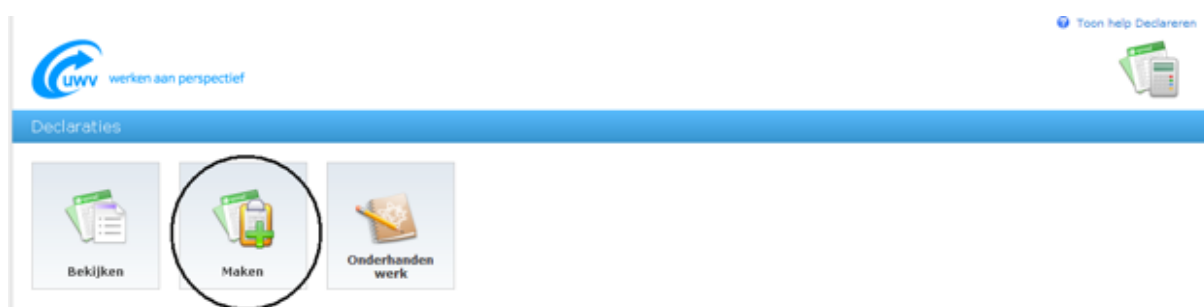 Toon help Declareren
UWV werken aan perspectief
Declaraties
Bekijken
Maken
Onderhanden
werk